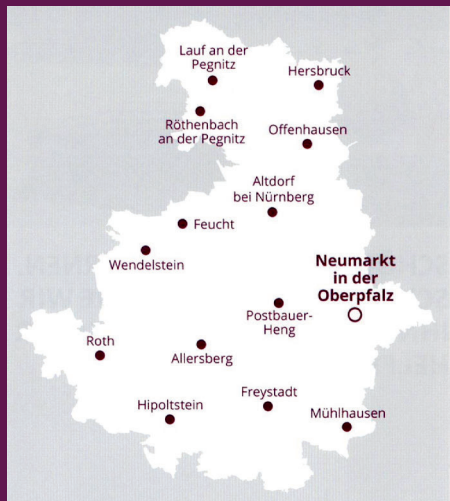 Lauf an der
Pegnitz
Hersbruck
Röthenbach
an der Pegnitz
Offenhausen
Altdorf
bei Nürnberg
Feucht
Wendelstein
Neumarkt
in der
Oberpfalz
Postbauer-
Heng
Roth
Allersberg
Freystadt
Hipoltstein
Mühlhausen